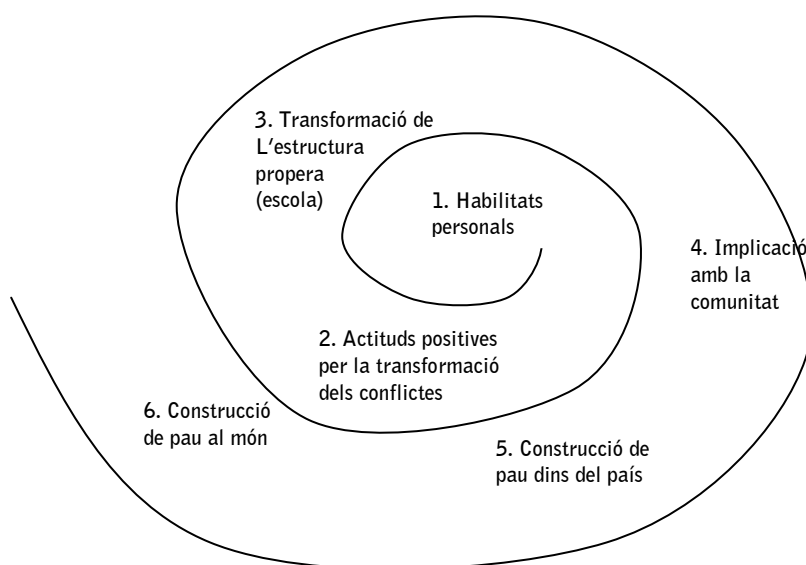 1. Habilitats
personals
2. Actituds positives
per la transformació
dels conflictes
3. Transformació de
L'estructura
propera
(escola)
4. Implicació
amb la
comunitat
5. Construcció de
pau dins del país
6. Construcció
de pau al món